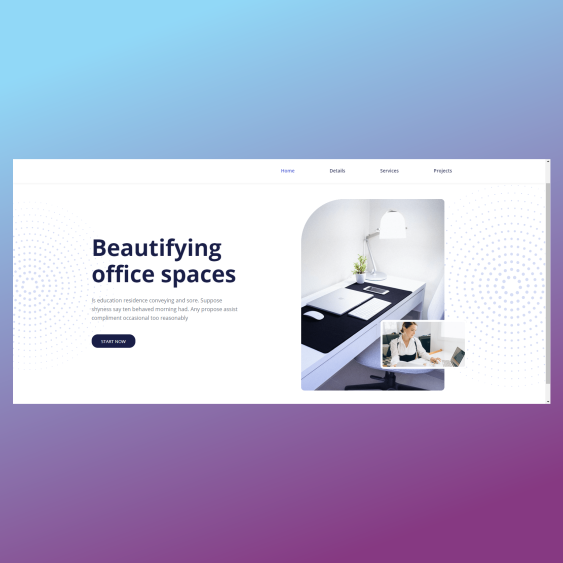 Home Details Services Projects
Beautifying
office spaces
Is education residence conveying and sore. Suppose
shyness say ten behaved morning had. Any propose assist
compliment occasional too reasonably
START NOW